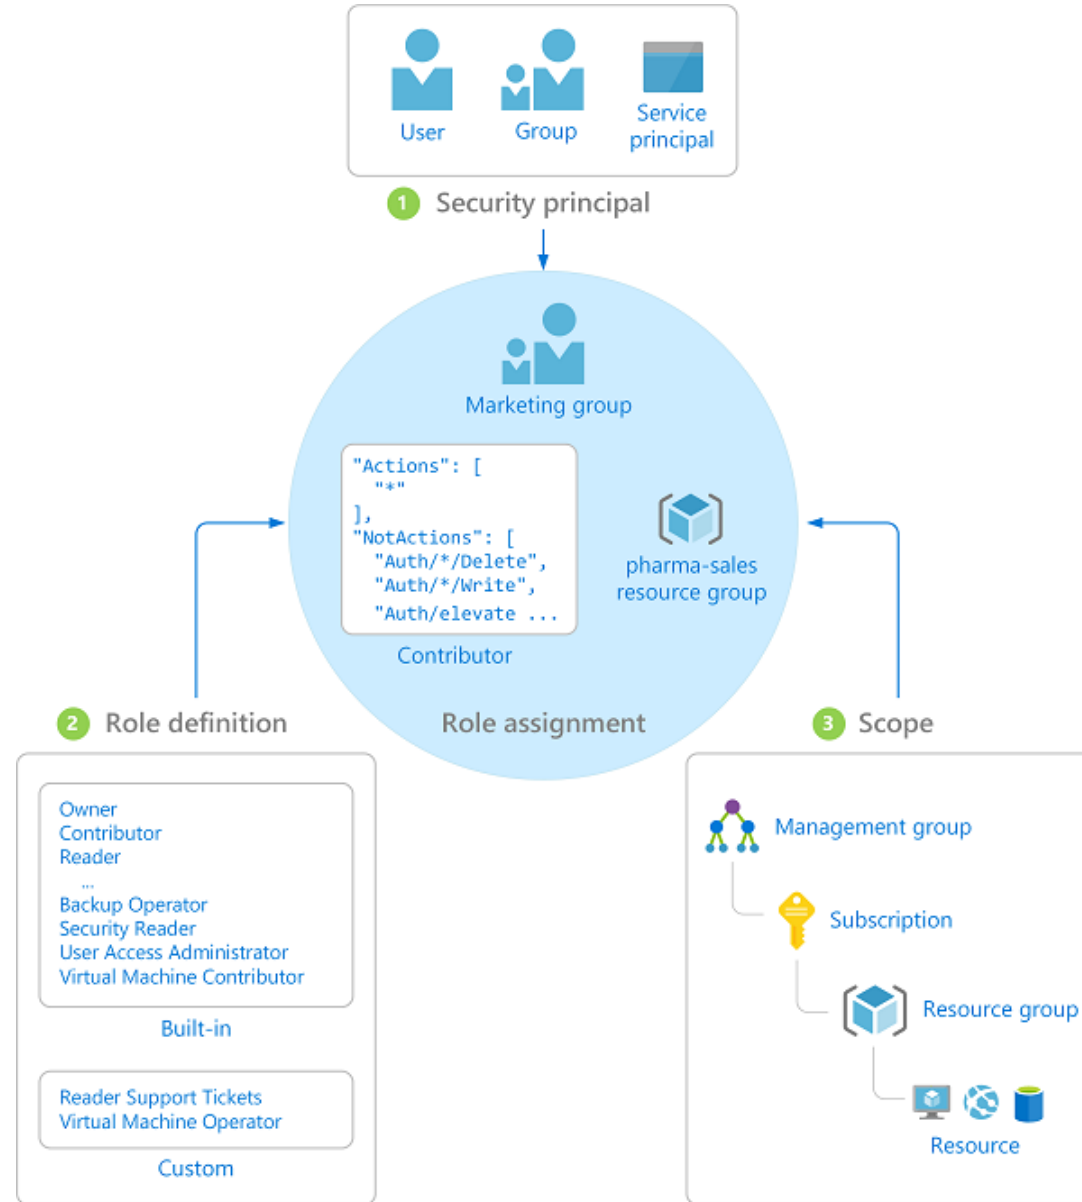 User
Group
Service
principal
1 Security principal
Marketing group
"Actions": [
"*"
],
"NotActions": [
"Auth/*/Delete",
"Auth/*/Write",
"Auth/elevate ...
Contributor
pharma-sales
resource group
Role assignment
2 Role definition
Owner
Contributor
Reader
...
Backup Operator
Security Reader
User Access Administrator
Virtual Machine Contributor
Built-in
Reader Support Tickets
Virtual Machine Operator
Custom
3 Scope
Management group
Subscription
Resource group
Resource